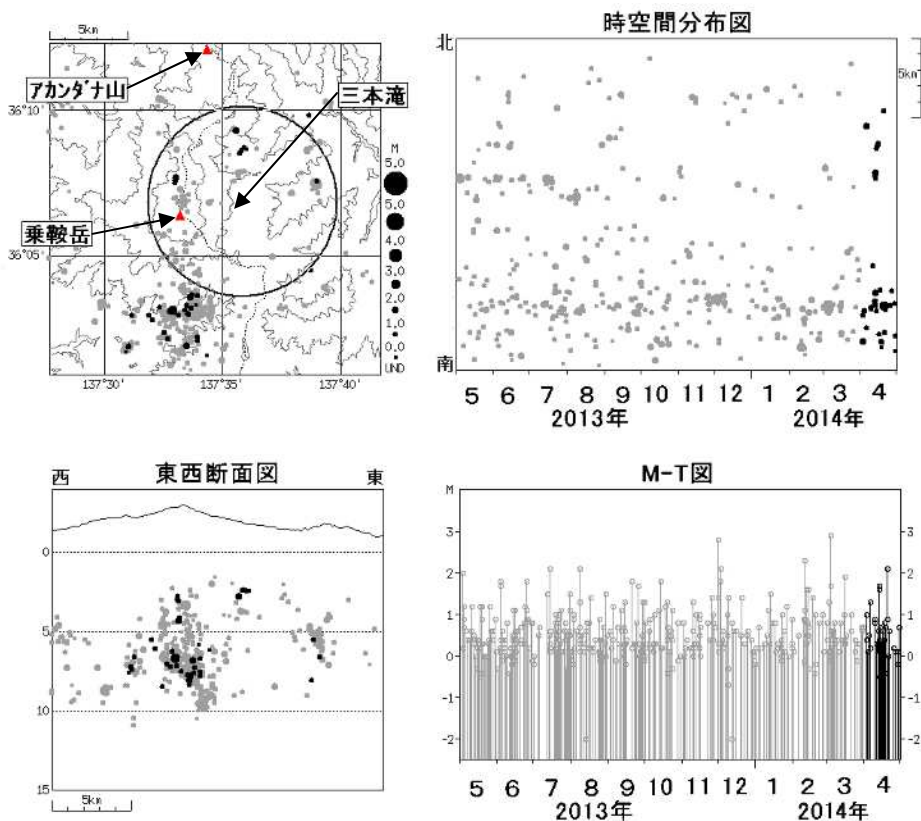 5km
アカンダナ山
三本滝
乗鞍岳
36°10'
36°05'
137°30'
137°35'
137°40'
M
5.0
5.0
4.0
3.0
2.0
1.0
0.0
UND
時空間分布図
北
南
5km
5 6 7 8 9 10 11 12 1 2 3 4
2013年 2014年
東西断面図
西 東
0
5
10
15
5km
M-T図
M
3 3
2 2
1 1
0 0
-1 -1
-2 -2
5 6 7 8 9 10 11 12 1 2 3 4
2013年 2014年